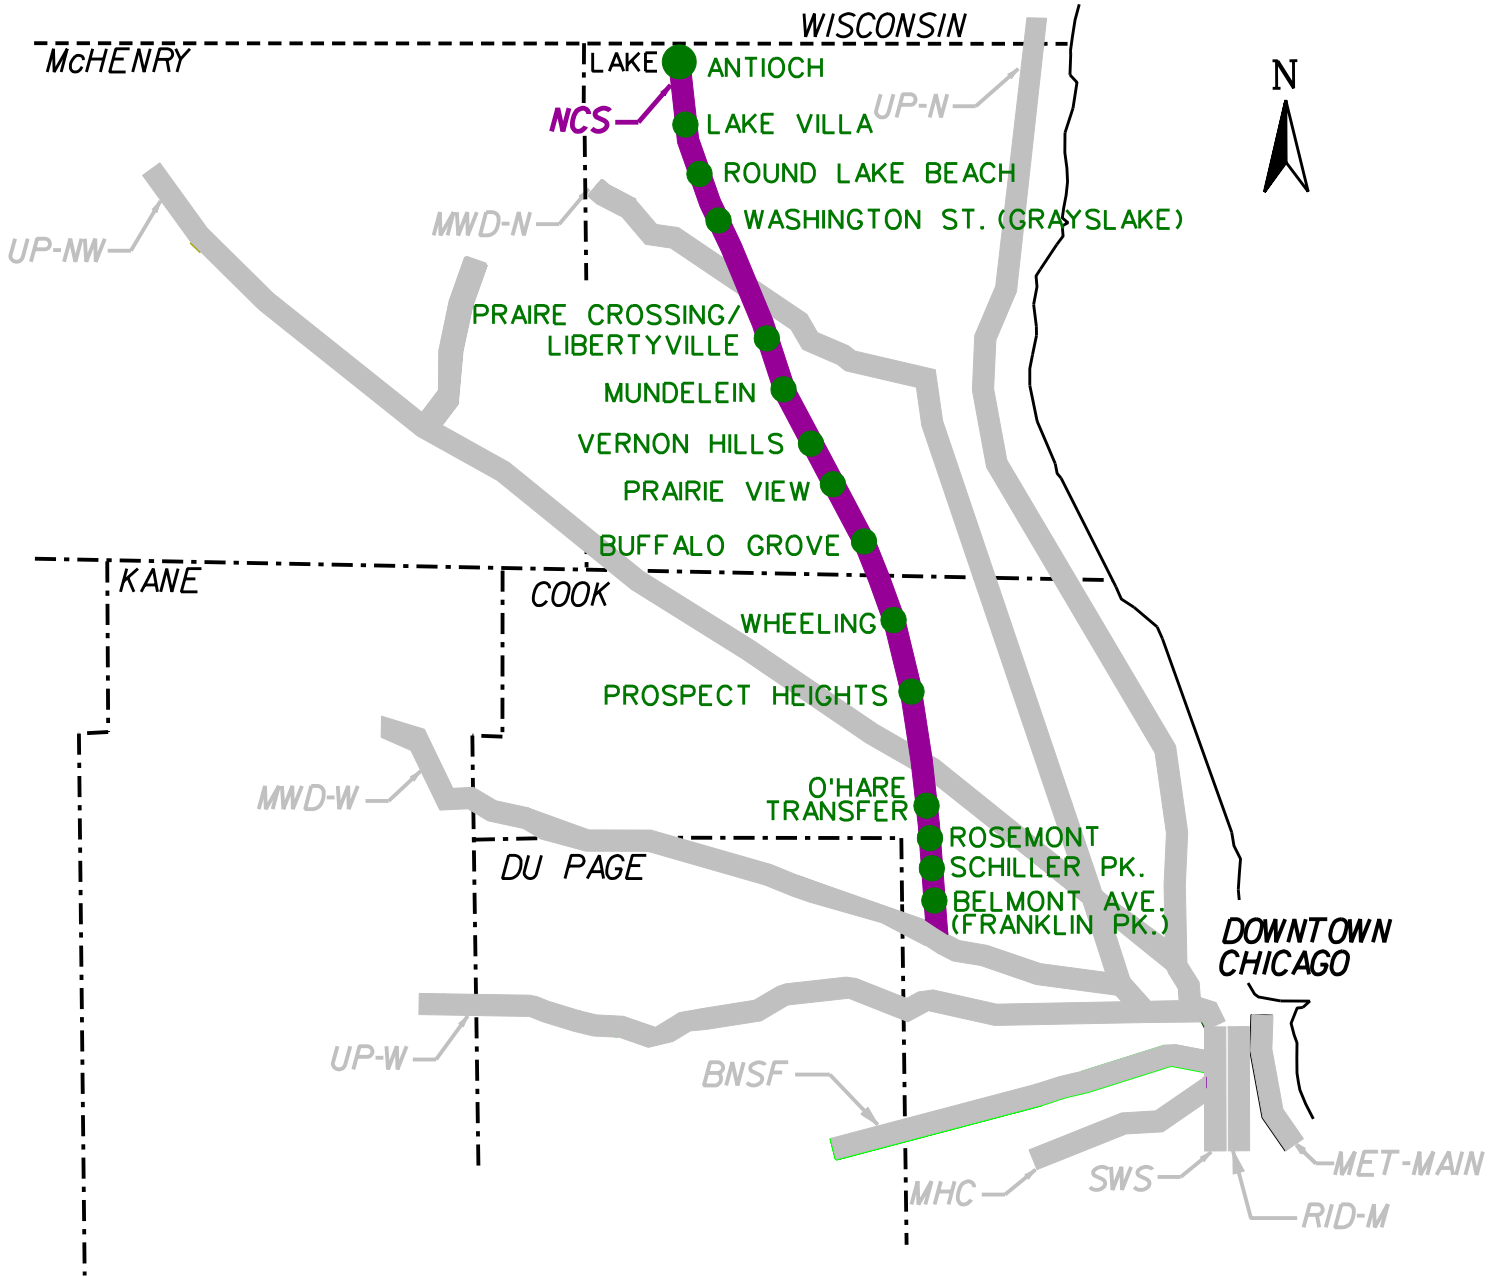 WISCONSIN
McHENRY
LAKE
ANTIOCH
N
NCS
UP-N
LAKE VILLA
ROUND LAKE BEACH
MWD-N
WASHINGTON ST. (GRAYSLAKE)
UP-NW
PRAIRE CROSSING/
LIBERTYVILLE
MUNDELEIN
VERNON HILLS
PRAIRIE VIEW
BUFFALO GROVE
KANE
COOK
WHEELING
PROSPECT HEIGHTS
O'HARE
TRANSFER
MWD-W
ROSEMONT
DU PAGE
SCHILLER PK.
BELMONT AVE.
(FRANKLIN PK.)
DOWNTOWN
CHICAGO
UP-W
BNSF
MET-MAIN
SWS
MHC
RID-M